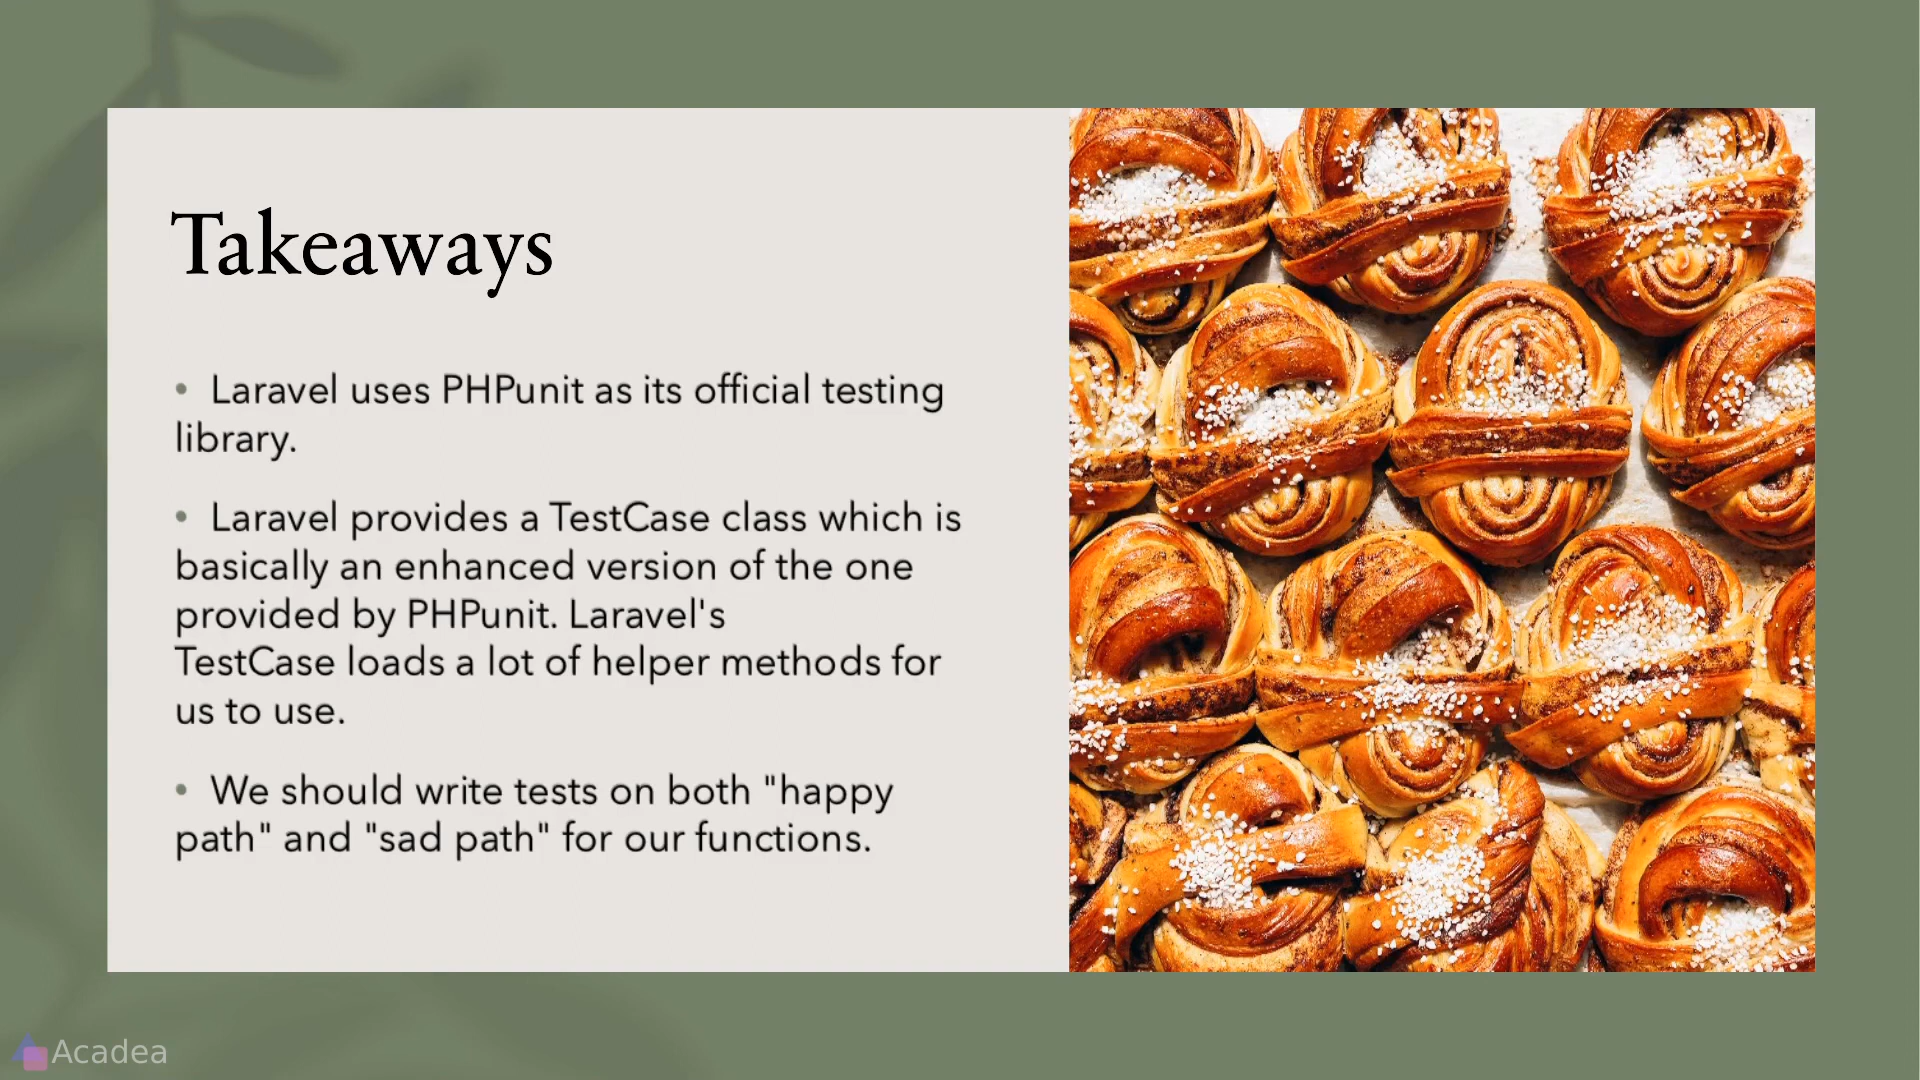 Takeaways
• Laravel uses PHPunit as its official testing
library.
• Laravel provides a TestCase class which is
basically an enhanced version of the one
provided by PHPunit. Laravel's
TestCase loads a lot of helper methods for
us to use.
• We should write tests on both "happy
path" and "sad path" for our functions.
Acadea